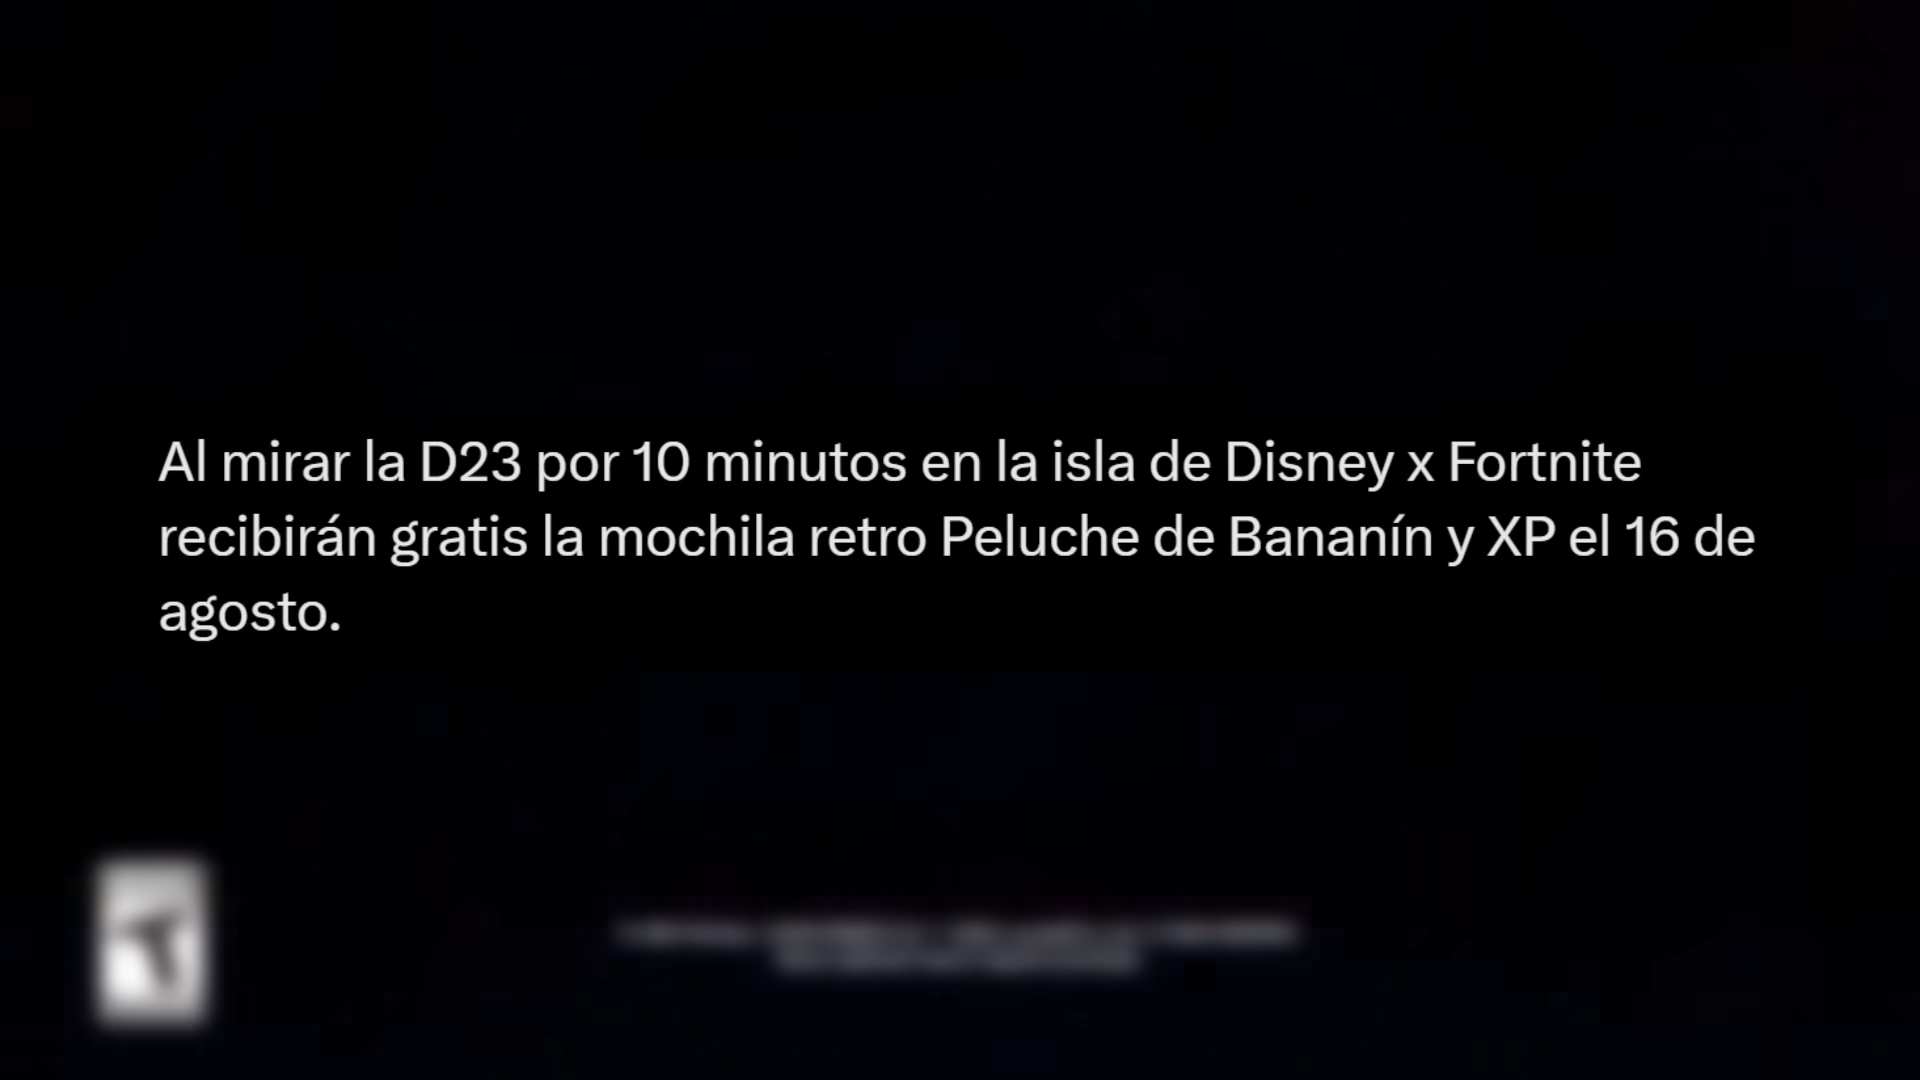 Al mirar la D23 por 10 minutos en la isla de Disney x Fortnite
recibirán gratis la mochila retro Peluche de Bananín y XP el 16 de
agosto.
T